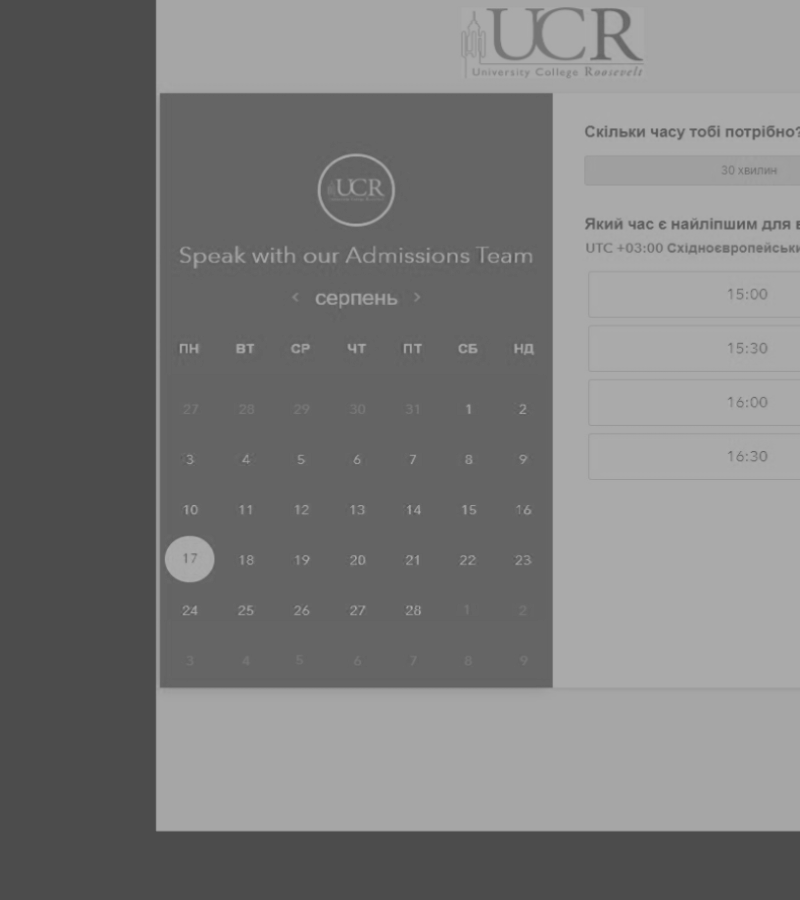 UCR
University College Roosevelt
UCR
Speak with our Admissions Team
< серпень >
ПН ВТ СР ЧТ ПТ СБ НД
27 28 29 30 31 1 2
3 4 5 6 7 8 9
10 11 12 13 14 15 16
17 18 19 20 21 22 23
24 25 26 27 28 1 2
3 4 5 6 7 8 9
Скільки часу тобі потрібно?
30 хвилин
Який час є найліпшим для в
UTC +03:00 Східноєвропейськи
15:00
15:30
16:00
16:30